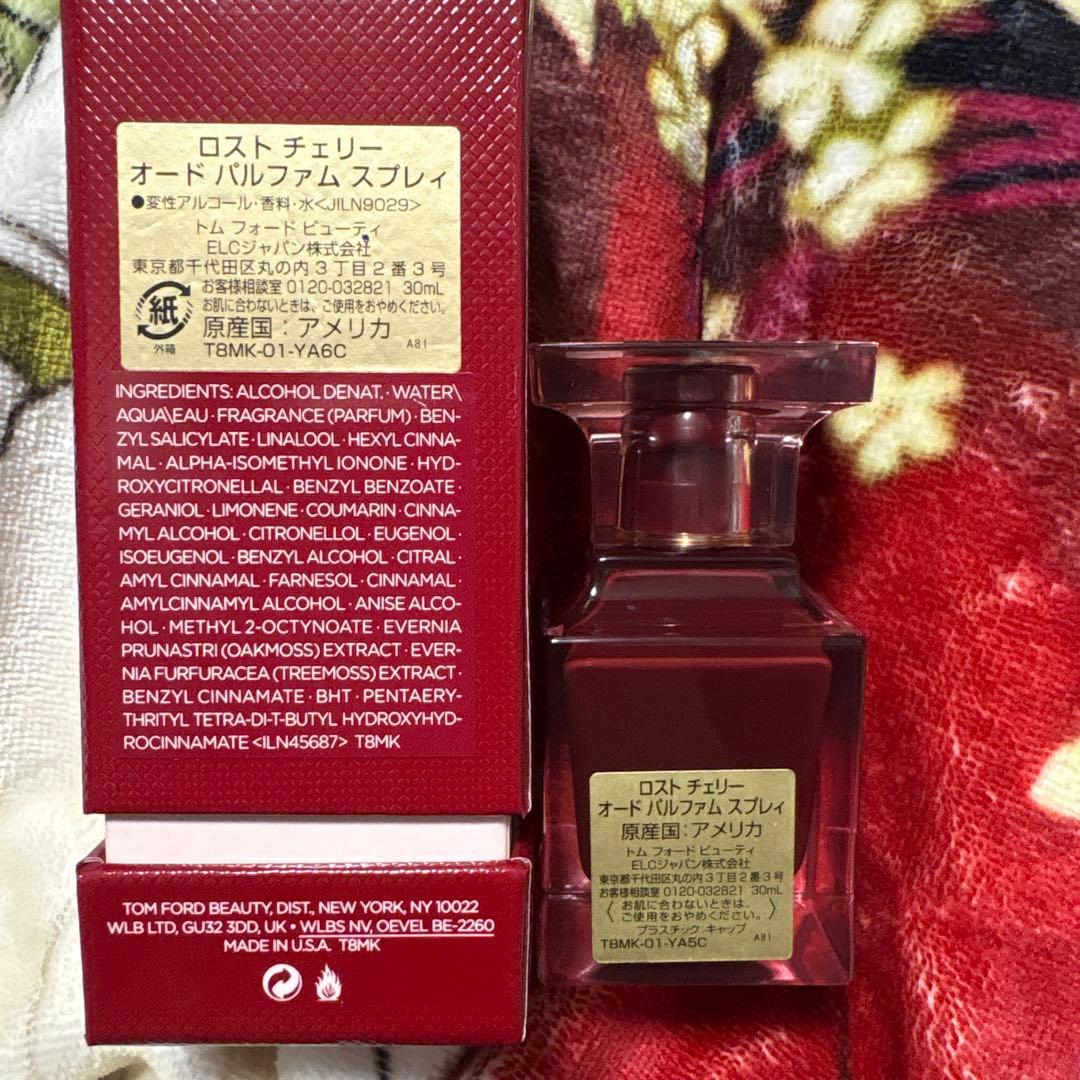 ロスト チェリー
オード パルファム スプレィ
●変性アルコール・香料・水<JILN9029>
トム フォード ビューティ
ELCジャパン株式会社
東京都千代田区丸の内3丁目2番3号
お客様相談室 0120-032821 30mL
お肌に合わないときは、ご使用をおやめください。
紙
外箱
原産国：アメリカ
T8MK-01-YA6C
A81
INGREDIENTS: ALCOHOL DENAT. · WATER\
AQUA\EAU · FRAGRANCE (PARFUM) · BEN-
ZYL SALICYLATE · LINALOOL · HEXYL CINNA-
MAL · ALPHA-ISOMETHYL IONONE · HYD-
ROXYCITRONELLAL · BENZYL BENZOATE ·
GERANIOL · LIMONENE · COUMARIN · CINNA-
MYL ALCOHOL · CITRONELLOL · EUGENOL ·
ISOEUGENOL · BENZYL ALCOHOL · CITRAL ·
AMYL CINNAMAL · FARNESOL · CINNAMAL ·
AMYLCINNAMYL ALCOHOL · ANISE ALCO-
HOL · METHYL 2-OCTYNOATE · EVERNIA
PRUNASTRI (OAKMOSS) EXTRACT · EVER-
NIA FURFURACEA (TREEMOSS) EXTRACT ·
BENZYL CINNAMATE · BHT · PENTAERY-
THRITYL TETRA-DI-T-BUTYL HYDROXYHYD-
ROCINNAMATE <ILN45687> T8MK
TOM FORD BEAUTY, DIST., NEW YORK, NY 10022
WLB LTD, GU32 3DD, UK • WLBS NV, OEVEL BE-2260
MADE IN U.S.A. T8MK
ロスト チェリー
オード パルファム スプレィ
原産国：アメリカ
トム フォード ビューティ
ELCジャパン株式会社
東京都千代田区丸の内3丁目2番3号
お客様相談室 0120-032821 30mL
〈お肌に合わないときは、
ご使用をおやめください。〉
プラスチック：キャップ
T8MK-01-YA5C
A81